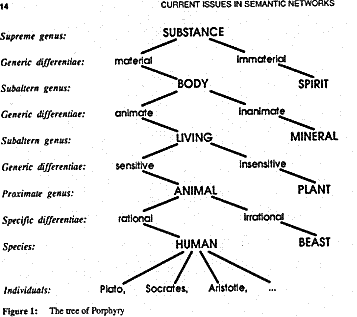 14 CURRENT ISSUES IN SEMANTIC NETWORKS
Supreme genus: SUBSTANCE
Generic differentiae: material immaterial
Subaltern genus: BODY SPIRIT
Generic differentiae: animate inanimate
Subaltern genus: LIVING MINERAL
Generic differentiae: sensitive insensitive
Proximate genus: ANIMAL PLANT
Specific differentiae: rational irrational
Species: HUMAN BEAST
Individuals: Plato, Socrates, Aristotle, ...
Figure 1: The tree of Porphyry